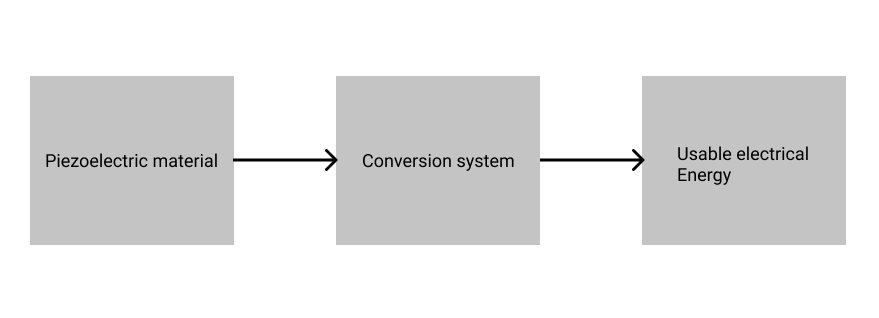 Piezoelectric material
Conversion system
Usable electrical
Energy